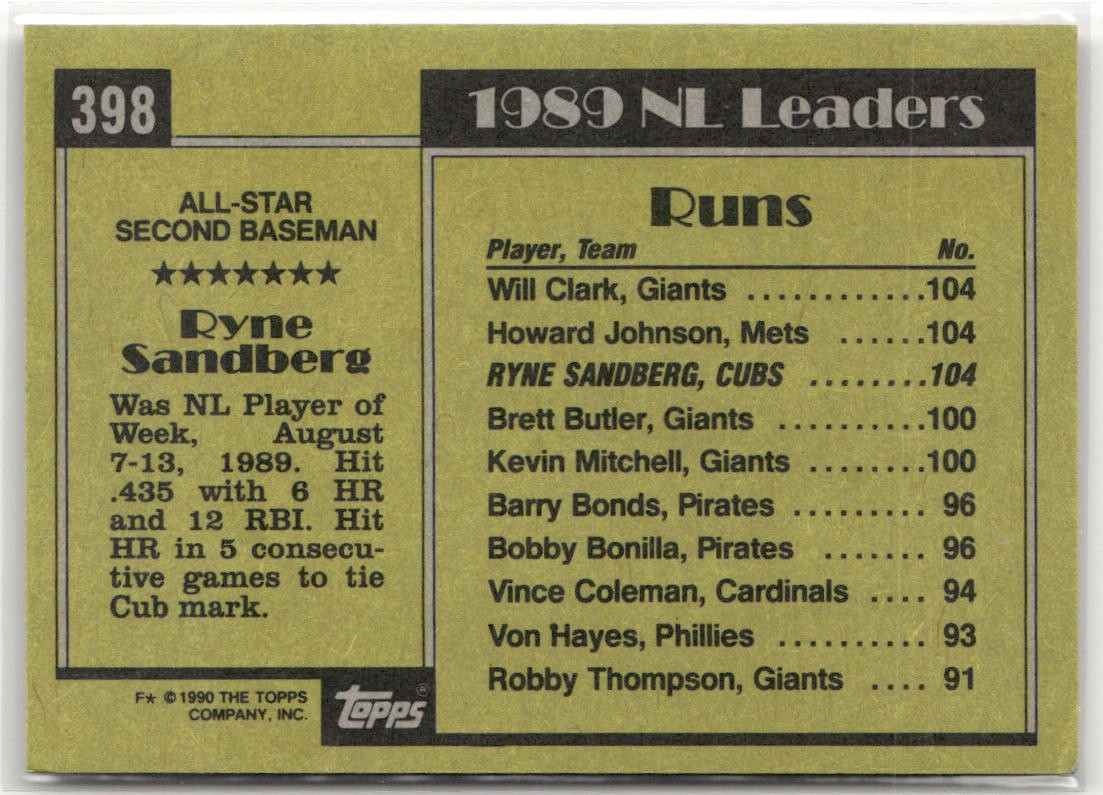 398
ALL-STAR
SECOND BASEMAN
★★★★★★★
Ryne
Sandberg
Was NL Player of
Week, August
7-13, 1989. Hit
.435 with 6 HR
and 12 RBI. Hit
HR in 5 consecu-
tive games to tie
Cub mark.
F★ ©1990 THE TOPPS
COMPANY, INC.
topps®
1989 NL Leaders
Runs
Player, Team No.
Will Clark, Giants ............104
Howard Johnson, Mets ......104
RYNE SANDBERG, CUBS ........104
Brett Butler, Giants ..........100
Kevin Mitchell, Giants ........100
Barry Bonds, Pirates ......... 96
Bobby Bonilla, Pirates ....... 96
Vince Coleman, Cardinals .... 94
Von Hayes, Phillies .......... 93
Robby Thompson, Giants .... 91